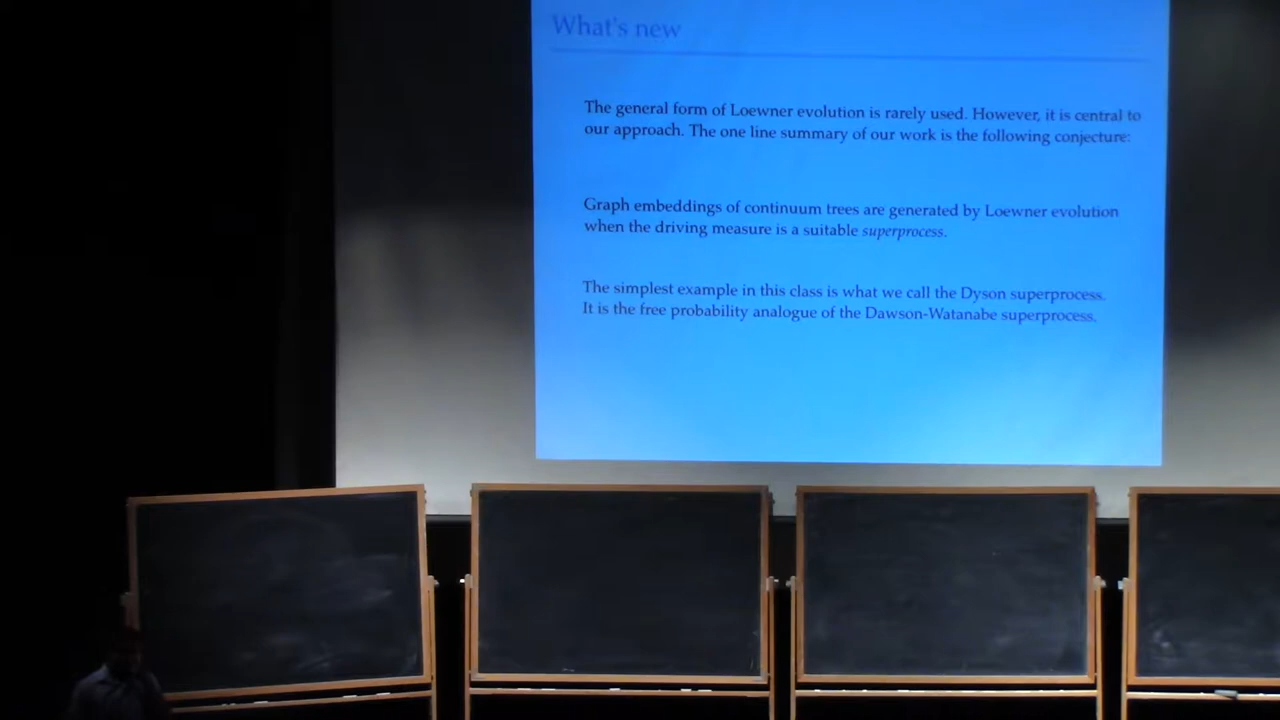 What's new
The general form of Loewner evolution is rarely used. However, it is central to
our approach. The one line summary of our work is the following conjecture:
Graph embeddings of continuum trees are generated by Loewner evolution
when the driving measure is a suitable superprocess.
The simplest example in this class is what we call the Dyson superprocess.
It is the free probability analogue of the Dawson-Watanabe superprocess.